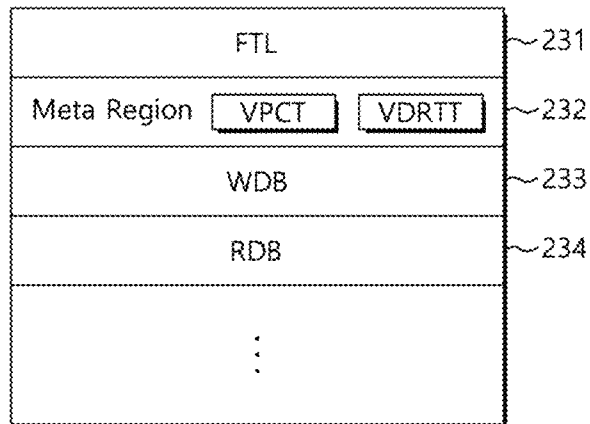 FTL
231
Meta Region VPCT VDRTT
232
WDB
233
RDB
234